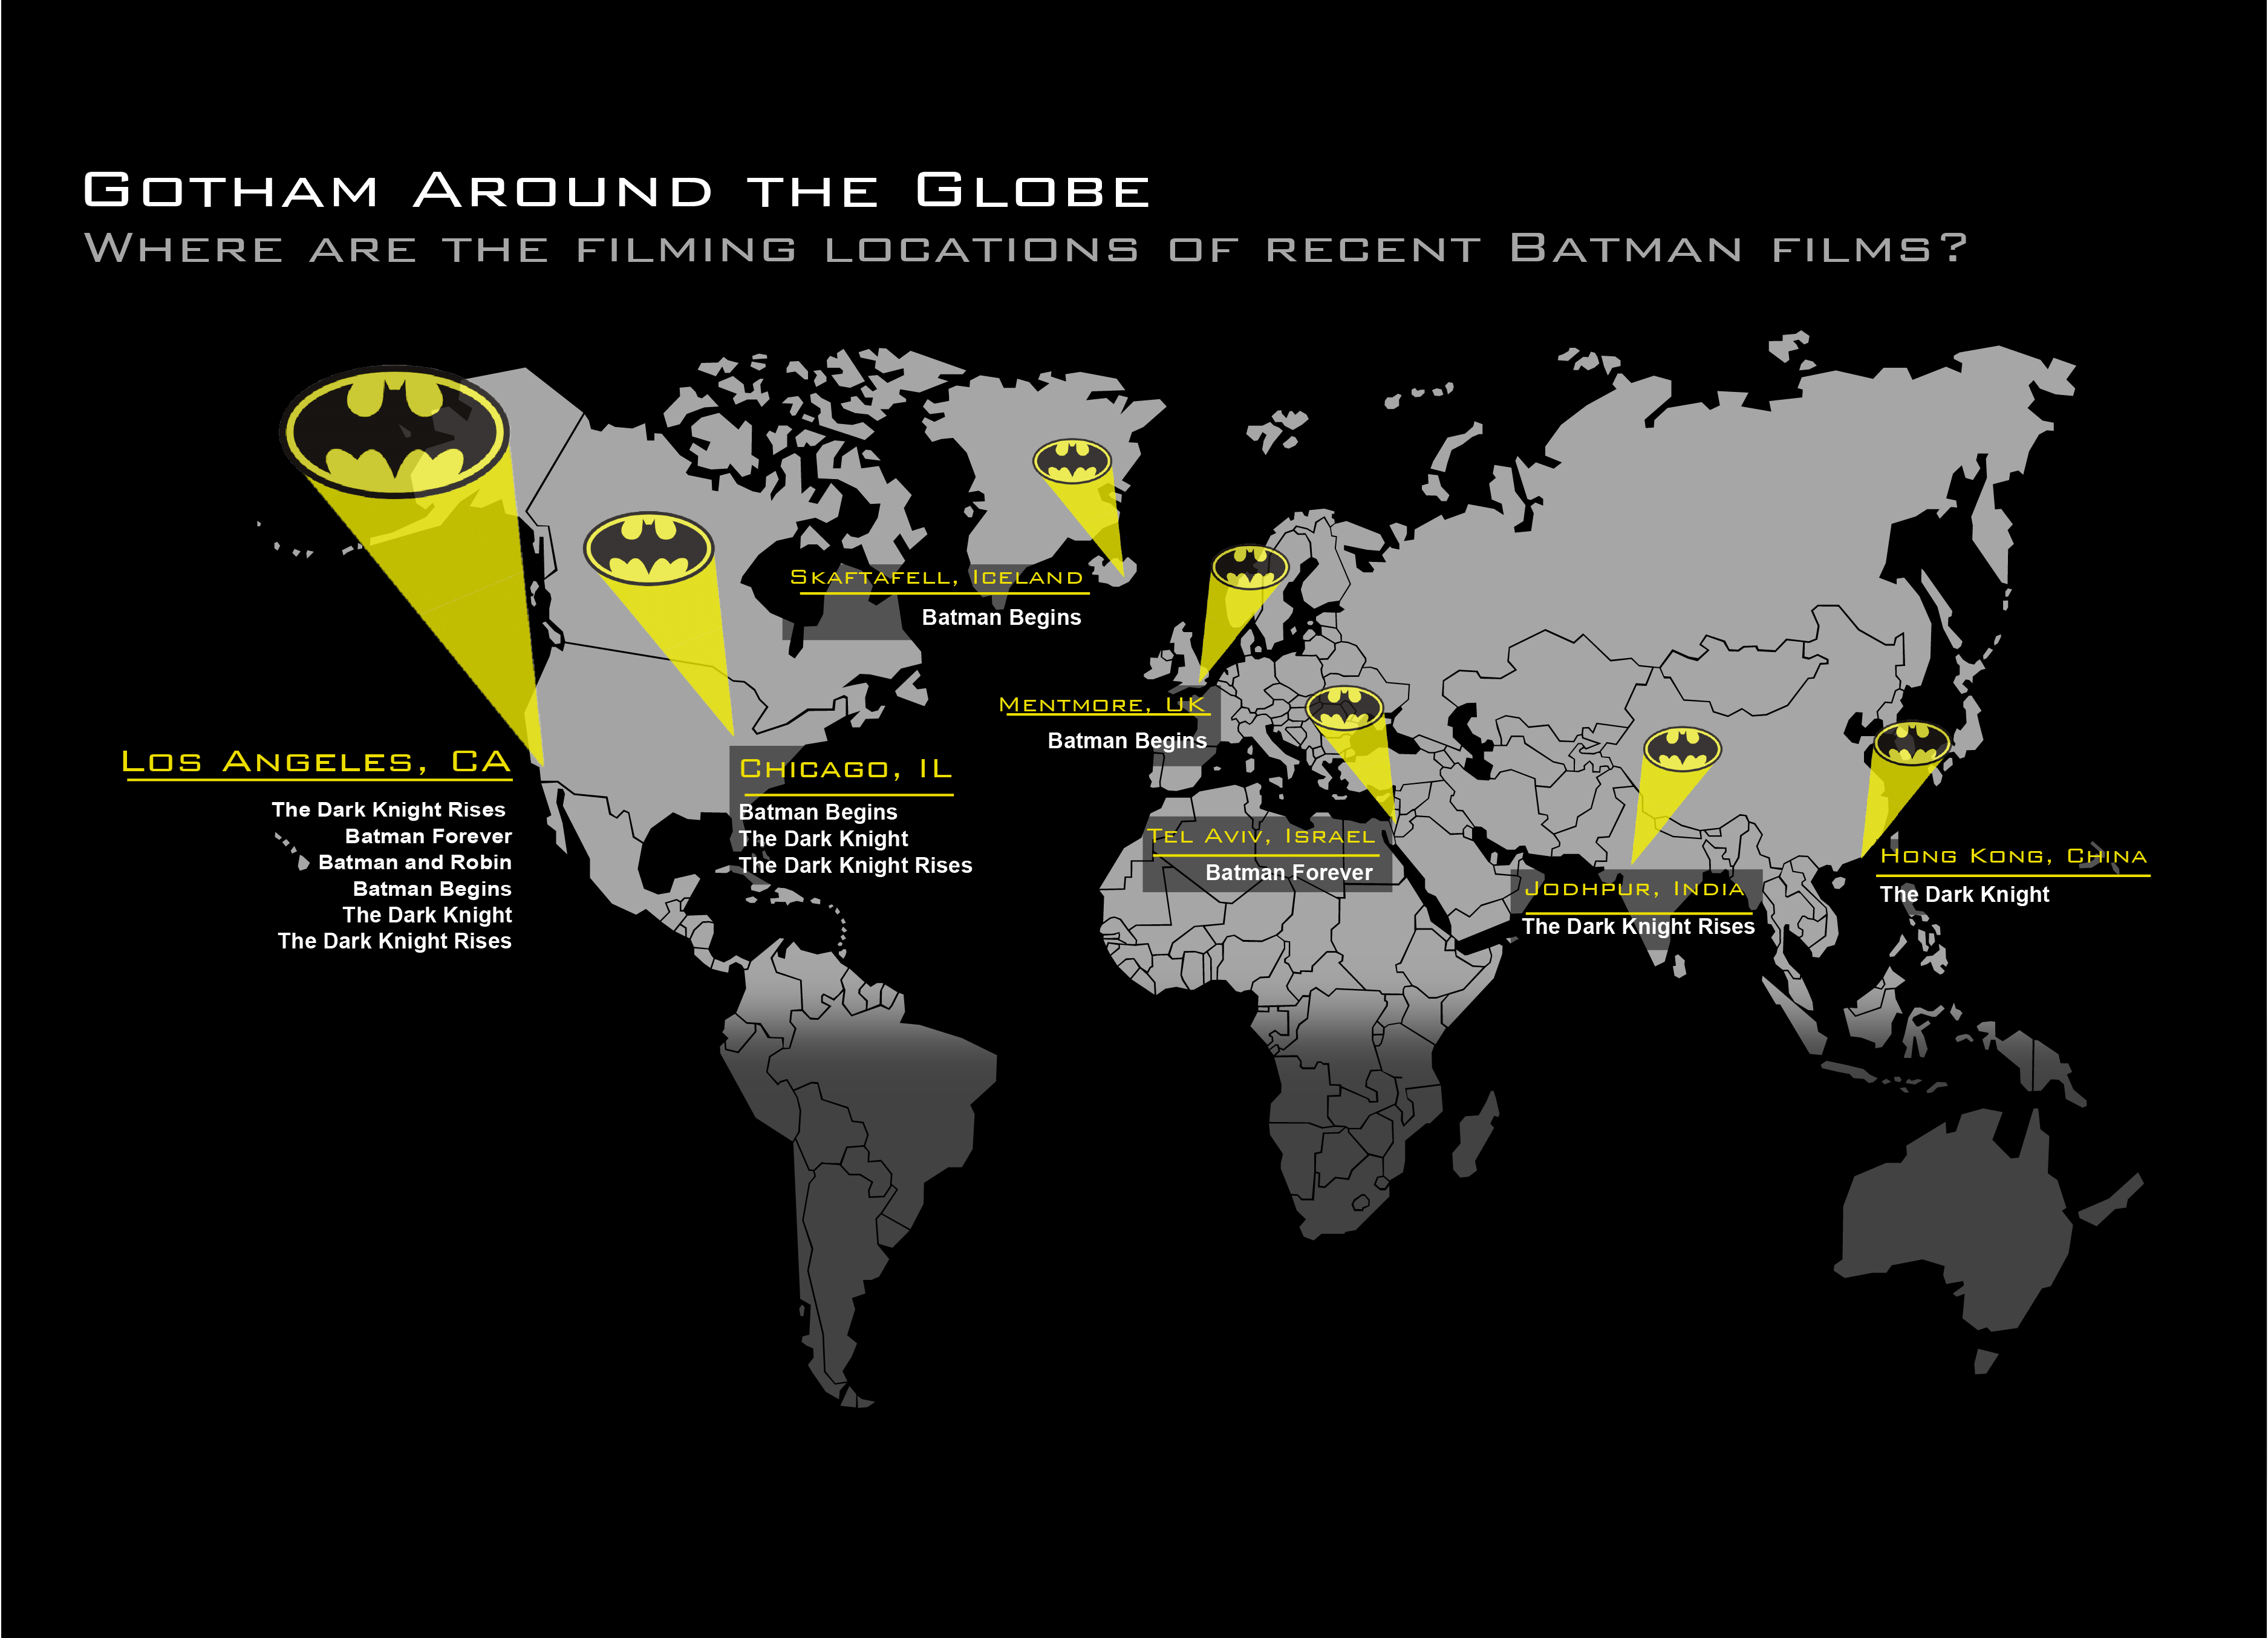 Gotham Around the Globe
Where are the filming locations of recent Batman films?
Skaftafell, Iceland
Batman Begins
Mentmore, UK
Batman Begins
Los Angeles, CA
The Dark Knight Rises
Batman Forever
Batman and Robin
Batman Begins
The Dark Knight
The Dark Knight Rises
Chicago, IL
Batman Begins
The Dark Knight
The Dark Knight Rises
Tel Aviv, Israel
Batman Forever
Jodhpur, India
The Dark Knight Rises
Hong Kong, China
The Dark Knight